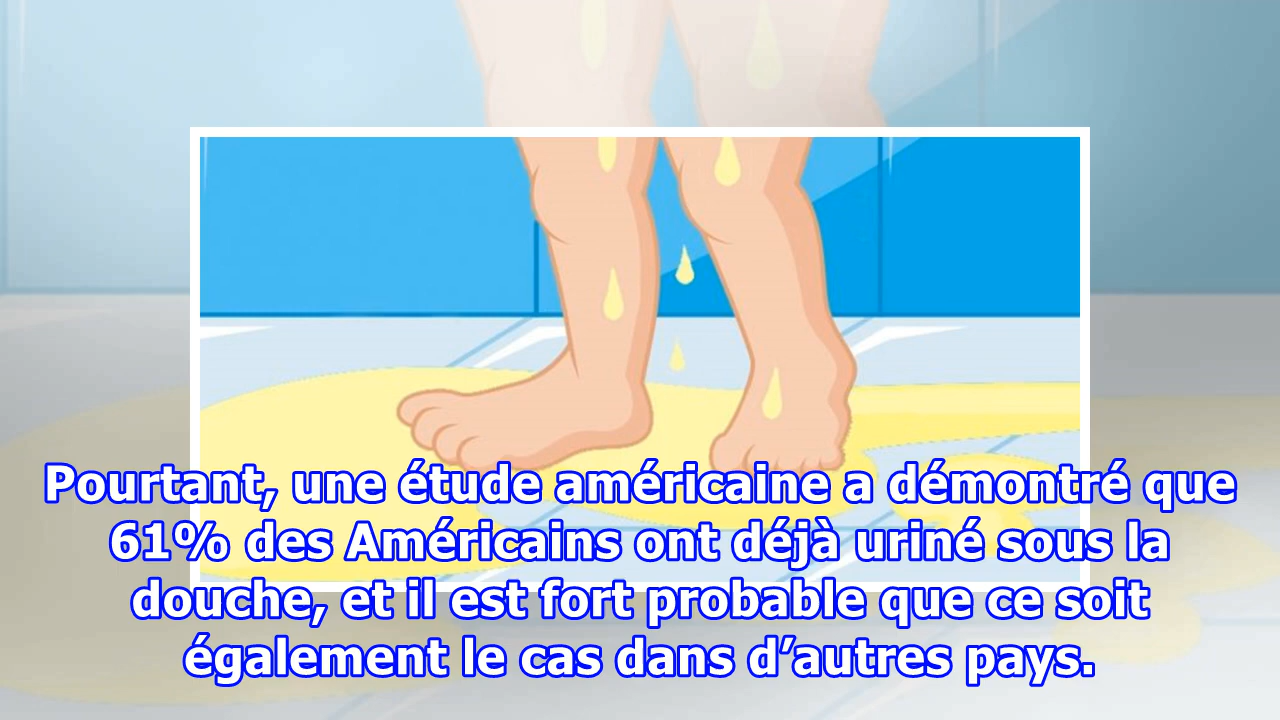 Pourtant, une étude américaine a démontré que
61% des Américains ont déjà uriné sous la
douche, et il est fort probable que ce soit
également le cas dans d’autres pays.